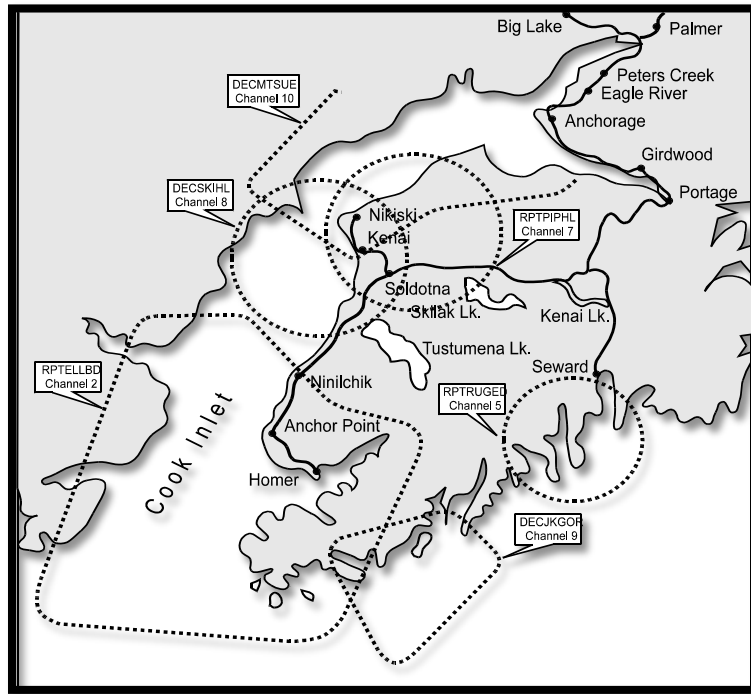 Big Lake
Palmer
Peters Creek
Eagle River
Anchorage
Girdwood
Portage
DECMTSUE
Channel 10
DECSKIHL
Channel 8
Nikiski
Kenai
RPTPIPHL
Channel 7
Soldotna
Skilak Lk.
Kenai Lk.
Tustumena Lk.
Seward
RPTELLBD
Channel 2
Ninilchik
RPTRUGED
Channel 5
Cook Inlet
Anchor Point
Homer
DECJKGOR
Channel 9